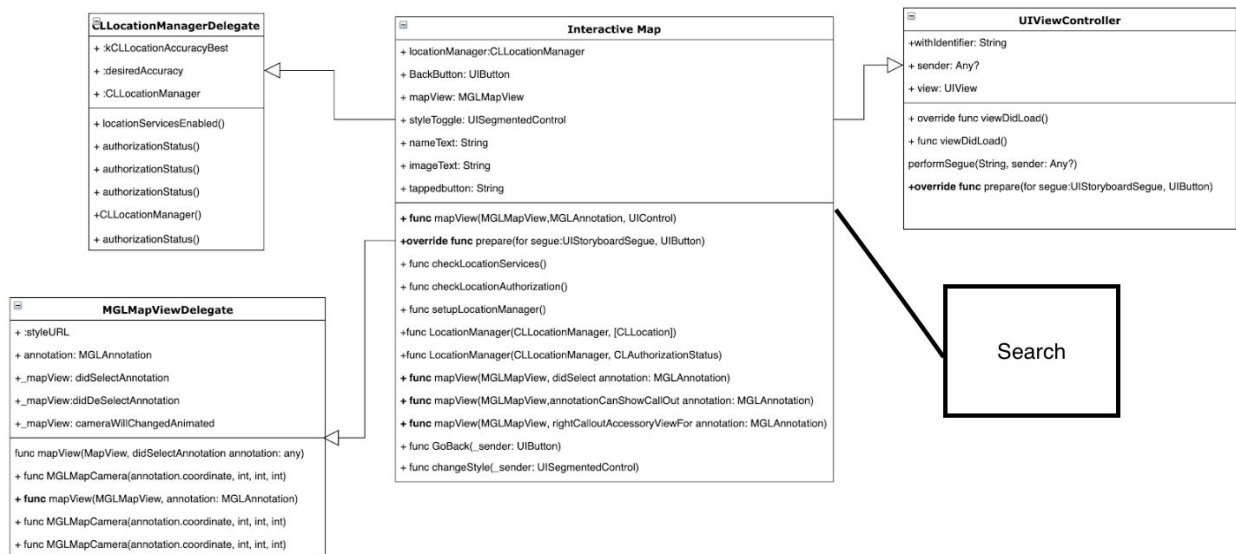 CLLocationManagerDelegate
+ :kCLLocationAccuracyBest
+ :desiredAccuracy
+ :CLLocationManager
+ locationServicesEnabled()
+ authorizationStatus()
+ authorizationStatus()
+ authorizationStatus()
+CLLocationManager()
+ authorizationStatus()
Interactive Map
+ locationManager:CLLocationManager
+ BackButton: UIButton
+ mapView: MGLMapView
+ styleToggle: UISegmentedControl
+ nameText: String
+ imageText: String
+ tappedbutton: String
+ func mapView(MGLMapView,MGLAnnotation, UIControl)
+override func prepare(for segue:UIStoryboardSegue, UIButton)
+ func checkLocationServices()
+ func checkLocationAuthorization()
+ func setupLocationManager()
+func LocationManager(CLLocationManager, [CLLocation])
+func LocationManager(CLLocationManager, CLAuthorizationStatus)
+ func mapView(MGLMapView, didSelect annotation: MGLAnnotation)
+ func mapView(MGLMapView,annotationCanShowCallOut annotation: MGLAnnotation)
+ func mapView(MGLMapView, rightCalloutAccessoryViewFor annotation: MGLAnnotation)
+ func GoBack(_sender: UIButton)
+ func changeStyle(_sender: UISegmentedControl)
UIViewController
+withIdentifier: String
+ sender: Any?
+ view: UIView
+ override func viewDidLoad()
+ func viewDidLoad()
performSegue(String, sender: Any?)
+override func prepare(for segue:UIStoryboardSegue, UIButton)
MGLMapViewDelegate
+ :styleURL
+ annotation: MGLAnnotation
+_mapView: didSelectAnnotation
+_mapView:didDeSelectAnnotation
+_mapView: cameraWillChangedAnimated
func mapView(MapView, didSelectAnnotation annotation: any)
+ func MGLMapCamera(annotation.coordinate, int, int, int)
+ func mapView(MGLMapView, annotation: MGLAnnotation)
+ func MGLMapCamera(annotation.coordinate, int, int, int)
+ func MGLMapCamera(annotation.coordinate, int, int, int)
Search